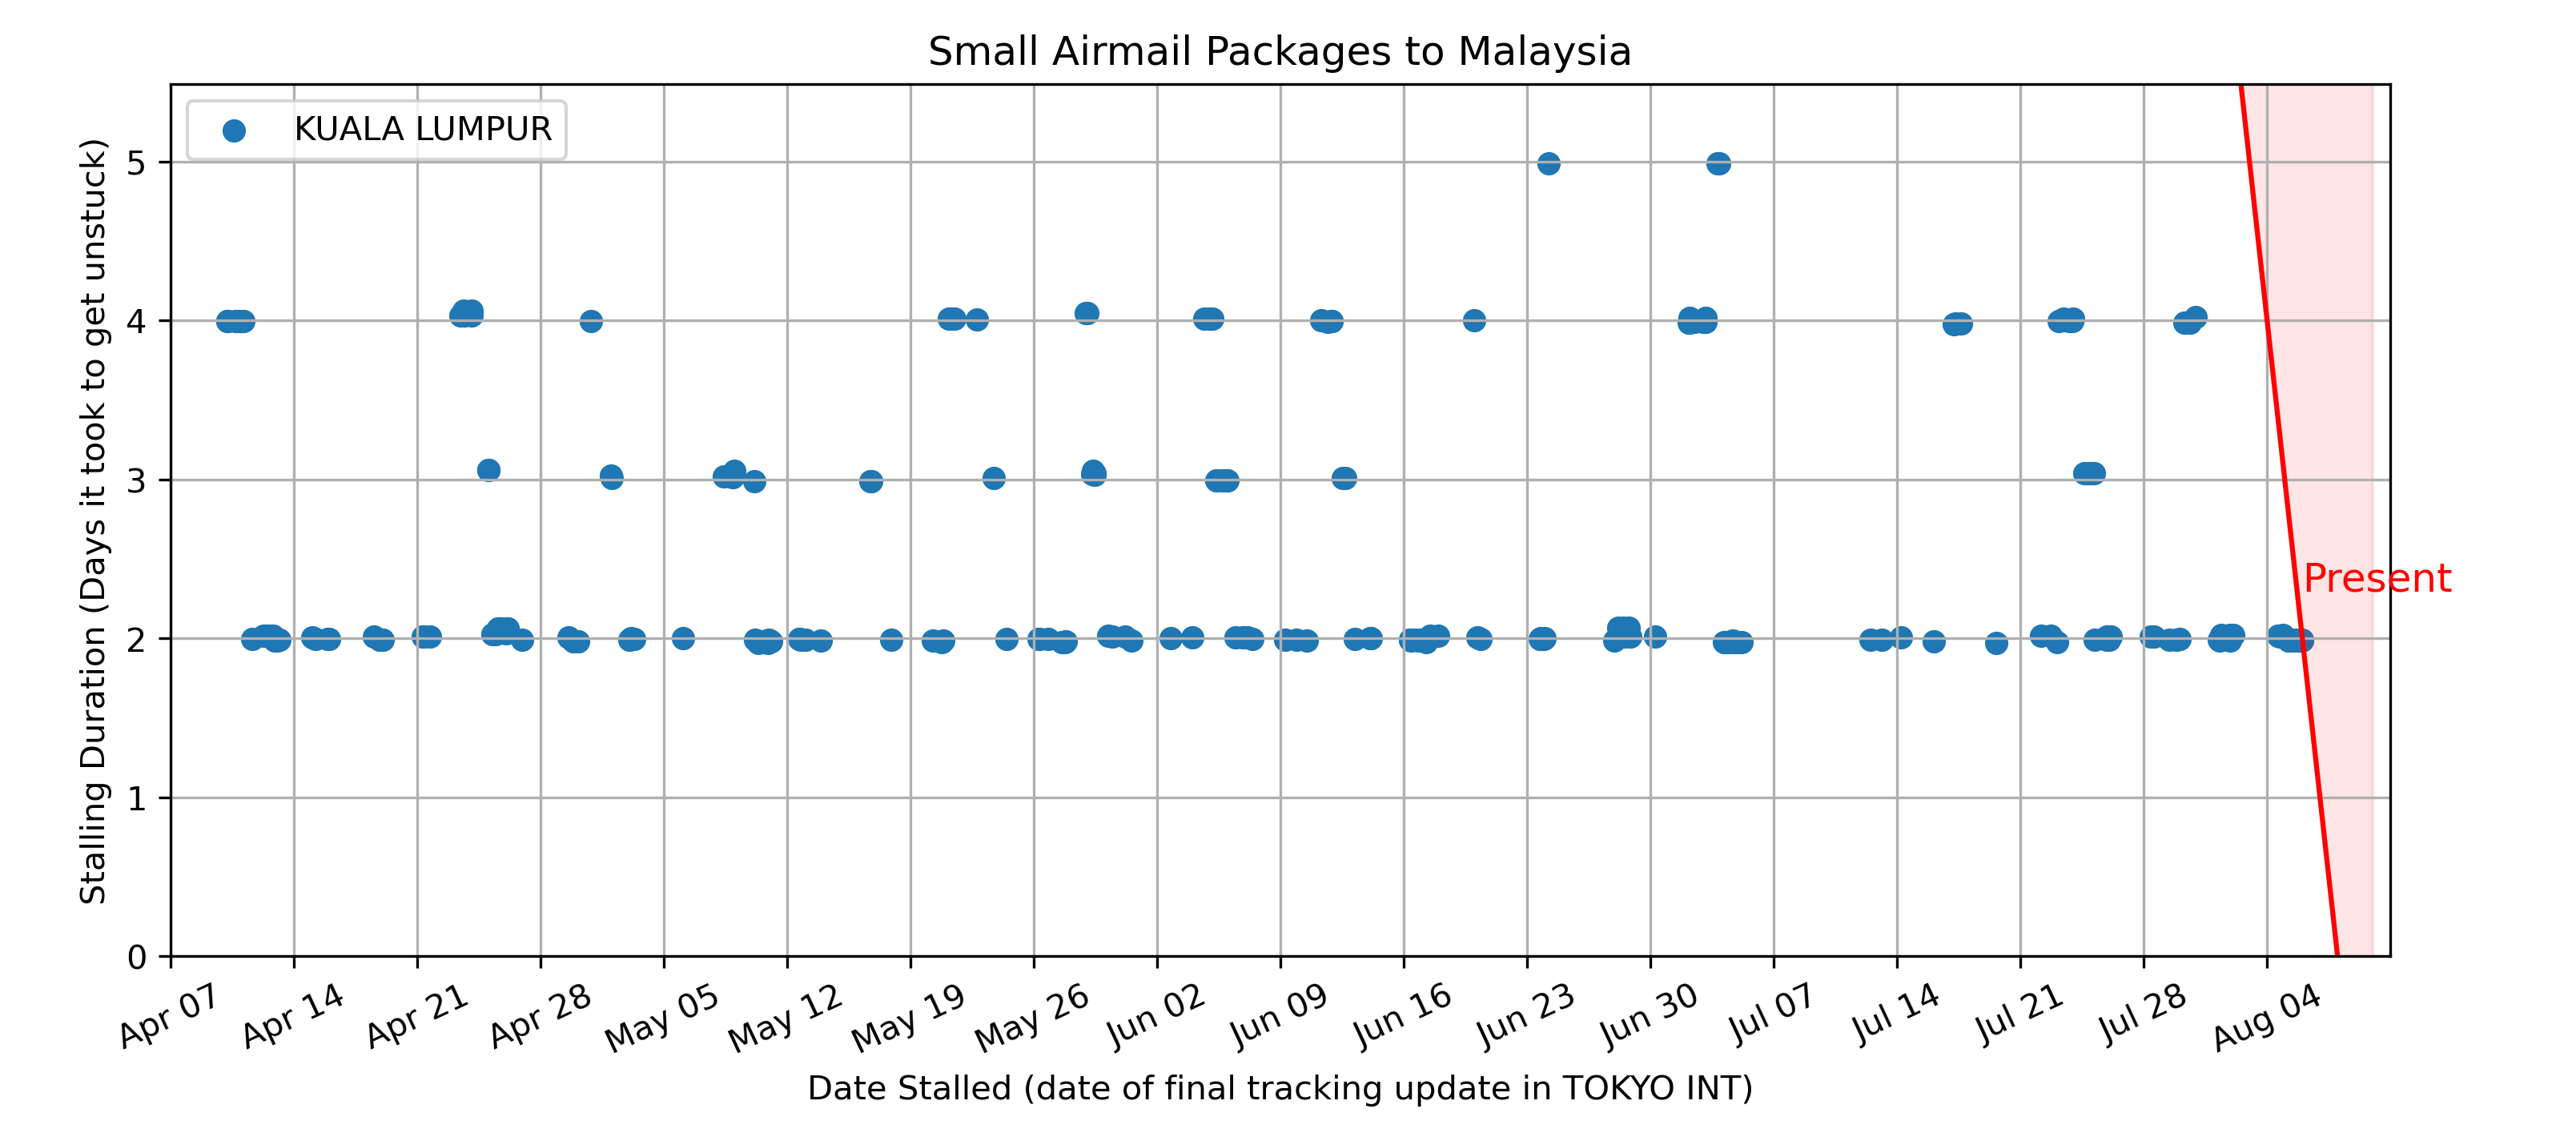 Small Airmail Packages to Malaysia
KUALA LUMPUR
Stalling Duration (Days it took to get unstuck)
5
4
3
2
1
0
Present
Apr 07
Apr 14
Apr 21
Apr 28
May 05
May 12
May 19
May 26
Jun 02
Jun 09
Jun 16
Jun 23
Jun 30
Jul 07
Jul 14
Jul 21
Jul 28
Aug 04
Date Stalled (date of final tracking update in TOKYO INT)